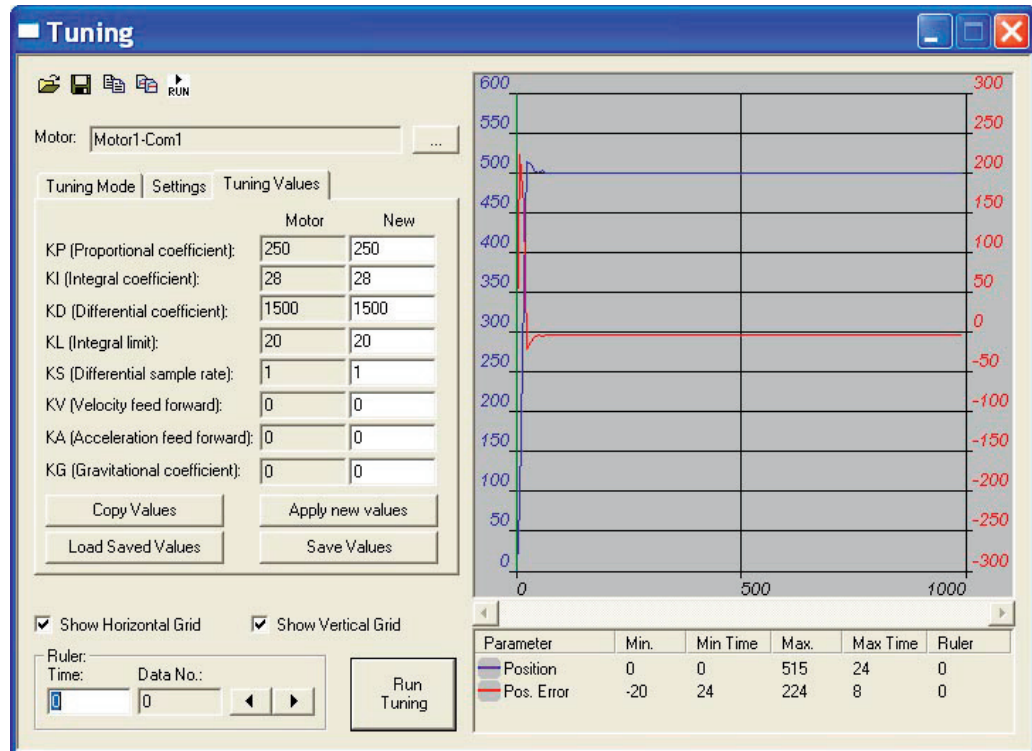 Tuning
RUN
Motor: Motor1-Com1 ...
Tuning Mode Settings Tuning Values
Motor New
KP (Proportional coefficient): 250 250
KI (Integral coefficient): 28 28
KD (Differential coefficient): 1500 1500
KL (Integral limit): 20 20
KS (Differential sample rate): 1 1
KV (Velocity feed forward): 0 0
KA (Acceleration feed forward): 0 0
KG (Gravitational coefficient): 0 0
Copy Values Apply new values
Load Saved Values Save Values
Show Horizontal Grid Show Vertical Grid
Ruler:
Time: Data No.:
0 0
Run
Tuning
600 300
550 250
500 200
450 150
400 100
350 50
300 0
250 -50
200 -100
150 -150
100 -200
50 -250
0 -300
0 500 1000
Parameter Min. Min Time Max. Max Time Ruler
Position 0 0 515 24 0
Pos. Error -20 24 224 8 0